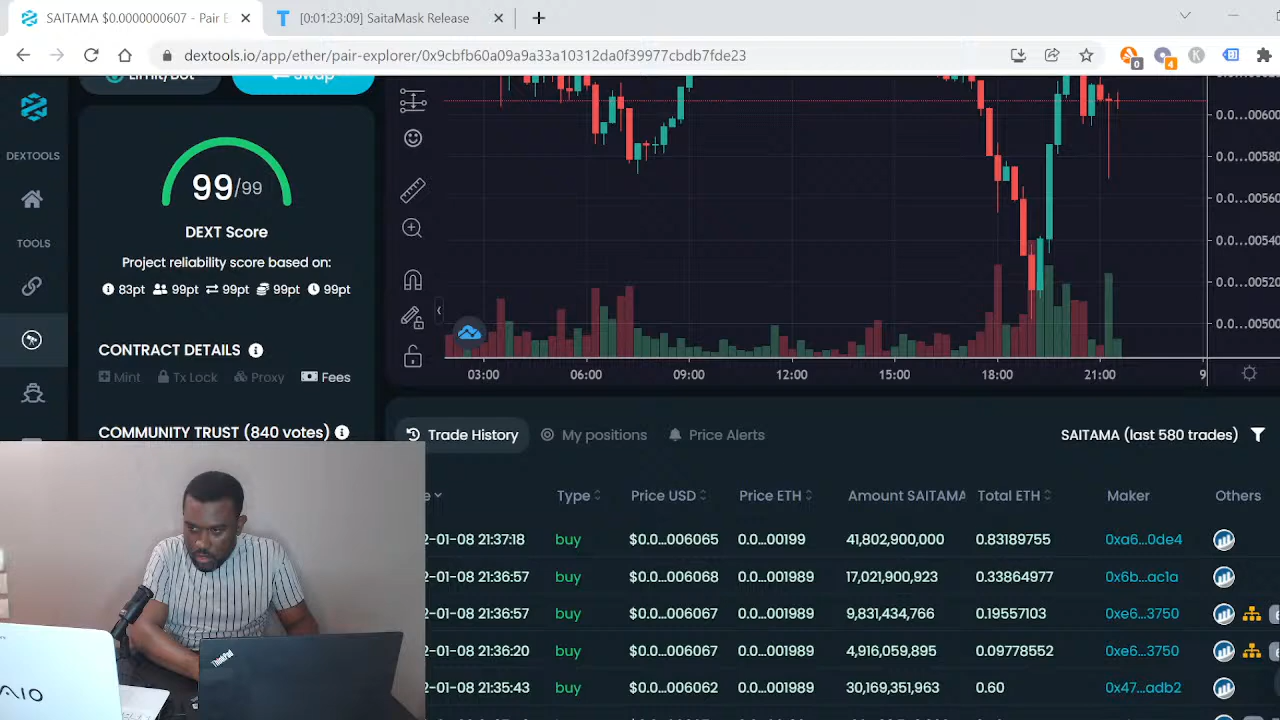 SAITAMA $0.0000000607 - Pair E
[0:01:23:09] SaitaMask Release
dextools.io/app/ether/pair-explorer/0x9cbfb60a09a9a33a10312da0f39977cbdb7fde23
0
4
K
Limit/Bot
Swap
DEXTOOLS
TOOLS
99/99
DEXT Score
Project reliability score based on:
83pt 99pt 99pt 99pt 99pt
CONTRACT DETAILS
Mint Tx Lock Proxy Fees
COMMUNITY TRUST (840 votes)
0.0...00600
0.0...00580
0.0...00560
0.0...00540
0.0...00500
03:00 06:00 09:00 12:00 15:00 18:00 21:00 9
Trade History My positions Price Alerts SAITAMA (last 580 trades)
e Type Price USD Price ETH Amount SAITAMA Total ETH Maker Others
2-01-08 21:37:18 buy $0.0...006065 0.0...00199 41,802,900,000 0.83189755 0xa6...0de4
2-01-08 21:36:57 buy $0.0...006068 0.0...001989 17,021,900,923 0.33864977 0x6b...ac1a
2-01-08 21:36:57 buy $0.0...006067 0.0...001989 9,831,434,766 0.19557103 0xe6...3750
2-01-08 21:36:20 buy $0.0...006067 0.0...001989 4,916,059,895 0.09778552 0xe6...3750
2-01-08 21:35:43 buy $0.0...006062 0.0...001989 30,169,351,963 0.60 0x47...adb2
AIO
ThinkPad